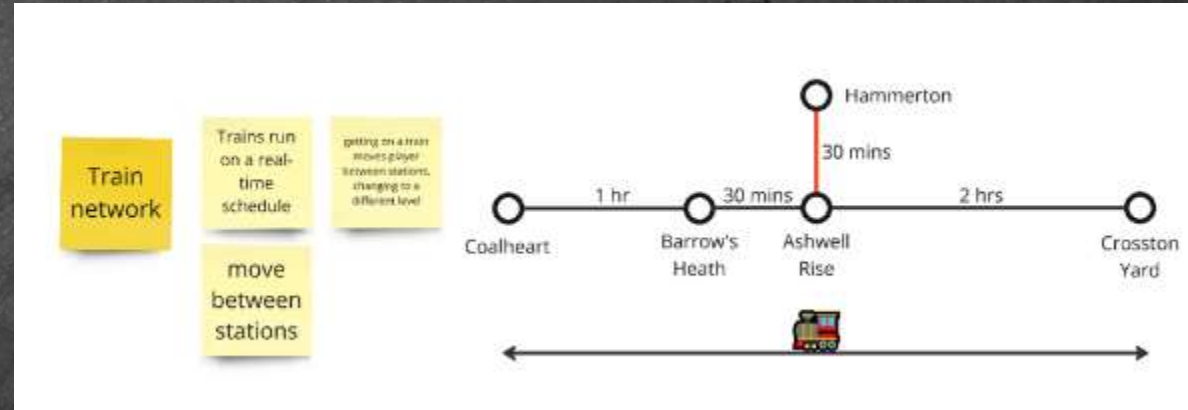 Train
network
Trains run
on a real-
time
schedule
getting on a train
moves player
between stations,
changing to a
different level
move
between
stations
Hammerton
30 mins
1 hr
30 mins
2 hrs
Coalheart
Barrow's
Heath
Ashwell
Rise
Crosston
Yard